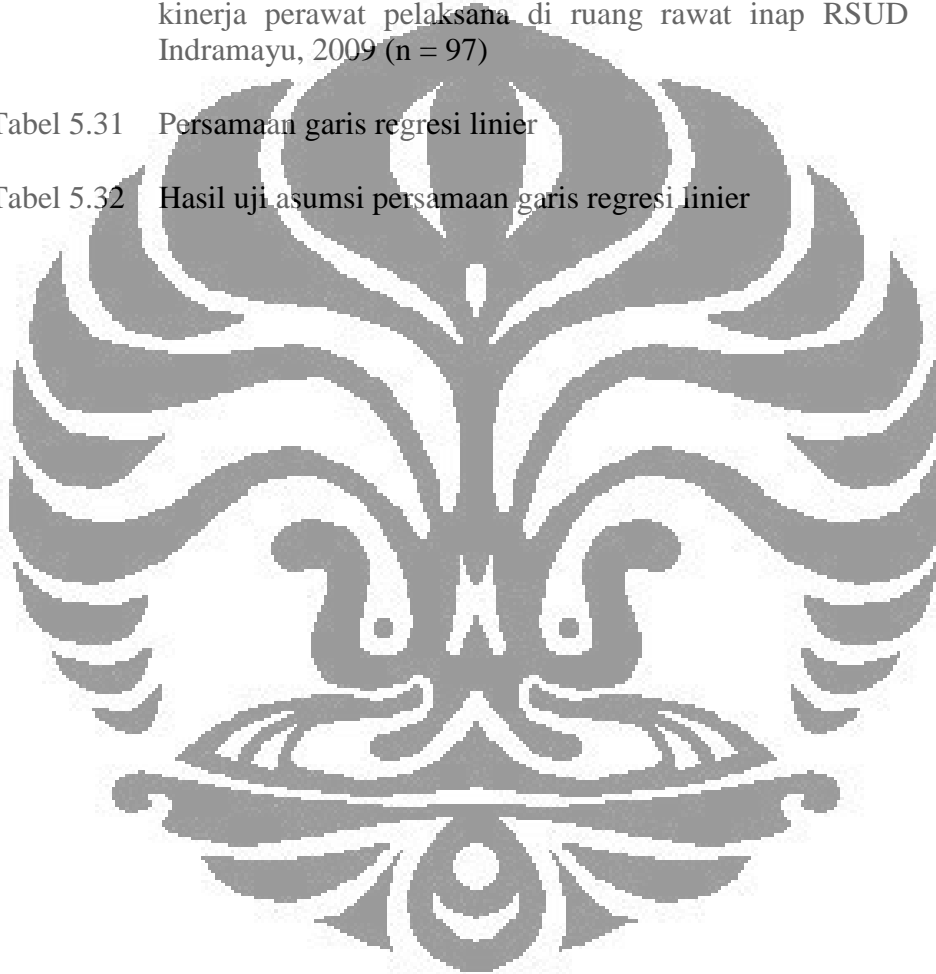 kinerja perawat pelaksana di ruang rawat inap RSUD
Indramayu, 2009 (n = 97)
Tabel 5.31 Persamaan garis regresi linier
Tabel 5.32 Hasil uji asumsi persamaan garis regresi linier